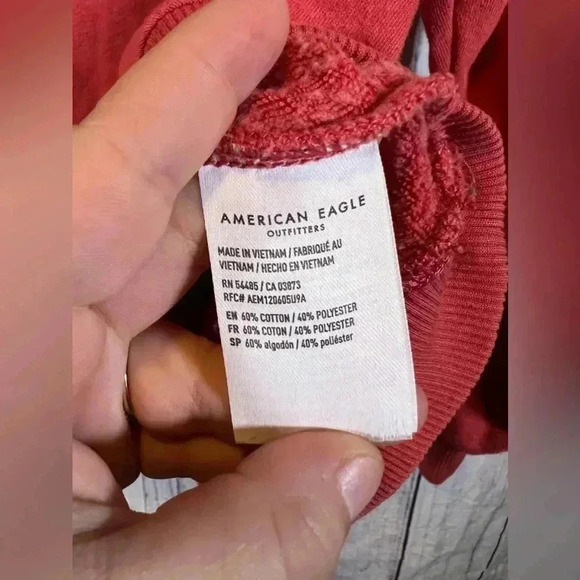 AMERICAN EAGLE
OUTFITTERS
MADE IN VIETNAM / FABRIQUÉ AU
VIETNAM / HECHO EN VIETNAM
RN 54485 / CA 03873
RFC# AEM120605U9A
EN 60% COTTON / 40% POLYESTER
FR 60% COTON / 40% POLYESTER
SP 60% algodón / 40% poliéster